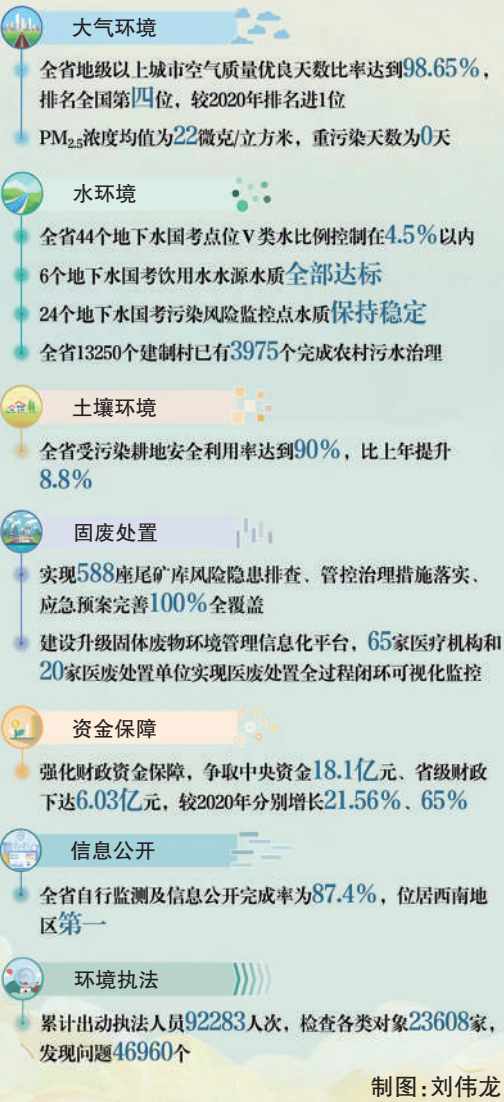 大气环境
全省地级以上城市空气质量优良天数比率达到98.65%，
排名全国第四位，较2020年排名进1位
PM2.5浓度均值为22微克/立方米，重污染天数为0天
水环境
全省44个地下水国考点位Ⅴ类水比例控制在4.5%以内
6个地下水国考饮用水水源水质全部达标
24个地下水国考污染风险监控点水质保持稳定
全省13250个建制村已有3975个完成农村污水治理
土壤环境
全省受污染耕地安全利用率达到90%，比上年提升
8.8%
固废处置
实现588座尾矿库风险隐患排查、管控治理措施落实、
应急预案完善100%全覆盖
建设升级固体废物环境管理信息化平台，65家医疗机构和
20家医废处置单位实现医废处置全过程闭环可视化监控
资金保障
强化财政资金保障，争取中央资金18.1亿元、省级财政
下达6.03亿元，较2020年分别增长21.56%、65%
信息公开
全省自行监测及信息公开完成率为87.4%，位居西南地
区第一
环境执法
累计出动执法人员92283人次，检查各类对象23608家，
发现问题46960个
制图：刘伟龙